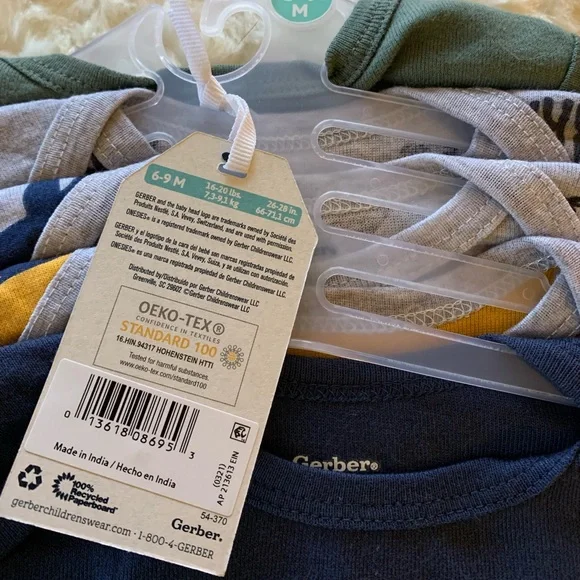 M
6-9 M
16-20 lbs.
7,3-9,1 kg
26-28 in.
66-71,1 cm
GERBER and the baby head logo are trademarks owned by Société des
Produits Nestlé, S.A. Vevey, Switzerland, and are used with permission.
ONESIES® is a registered trademark owned by Gerber Childrenswear LLC.
GERBER y el logotipo de la cara del bebé son marcas registradas propiedad de
Société des Produits Nestlé, S.A. Vevey, Suiza, y se utilizan con autorización.
ONESIES® es una marca registrada propiedad de Gerber Childrenswear LLC.
Distributed by/Distribuido por Gerber Childrenswear LLC
Greenville, SC 29602 ©Gerber Childrenswear LLC.
OEKO-TEX®
CONFIDENCE IN TEXTILES
STANDARD 100
16.HIN.94317 HOHENSTEIN HTTI
Tested for harmful substances.
www.oeko-tex.com/standard100
0 13618 08695 3
Made in India / Hecho en India
(0321)
AP 213613 EIN
100%
Recycled
Paperboard
54-370
gerberchildrenswear.com · 1-800-4-GERBER
Gerber®
Gerber®